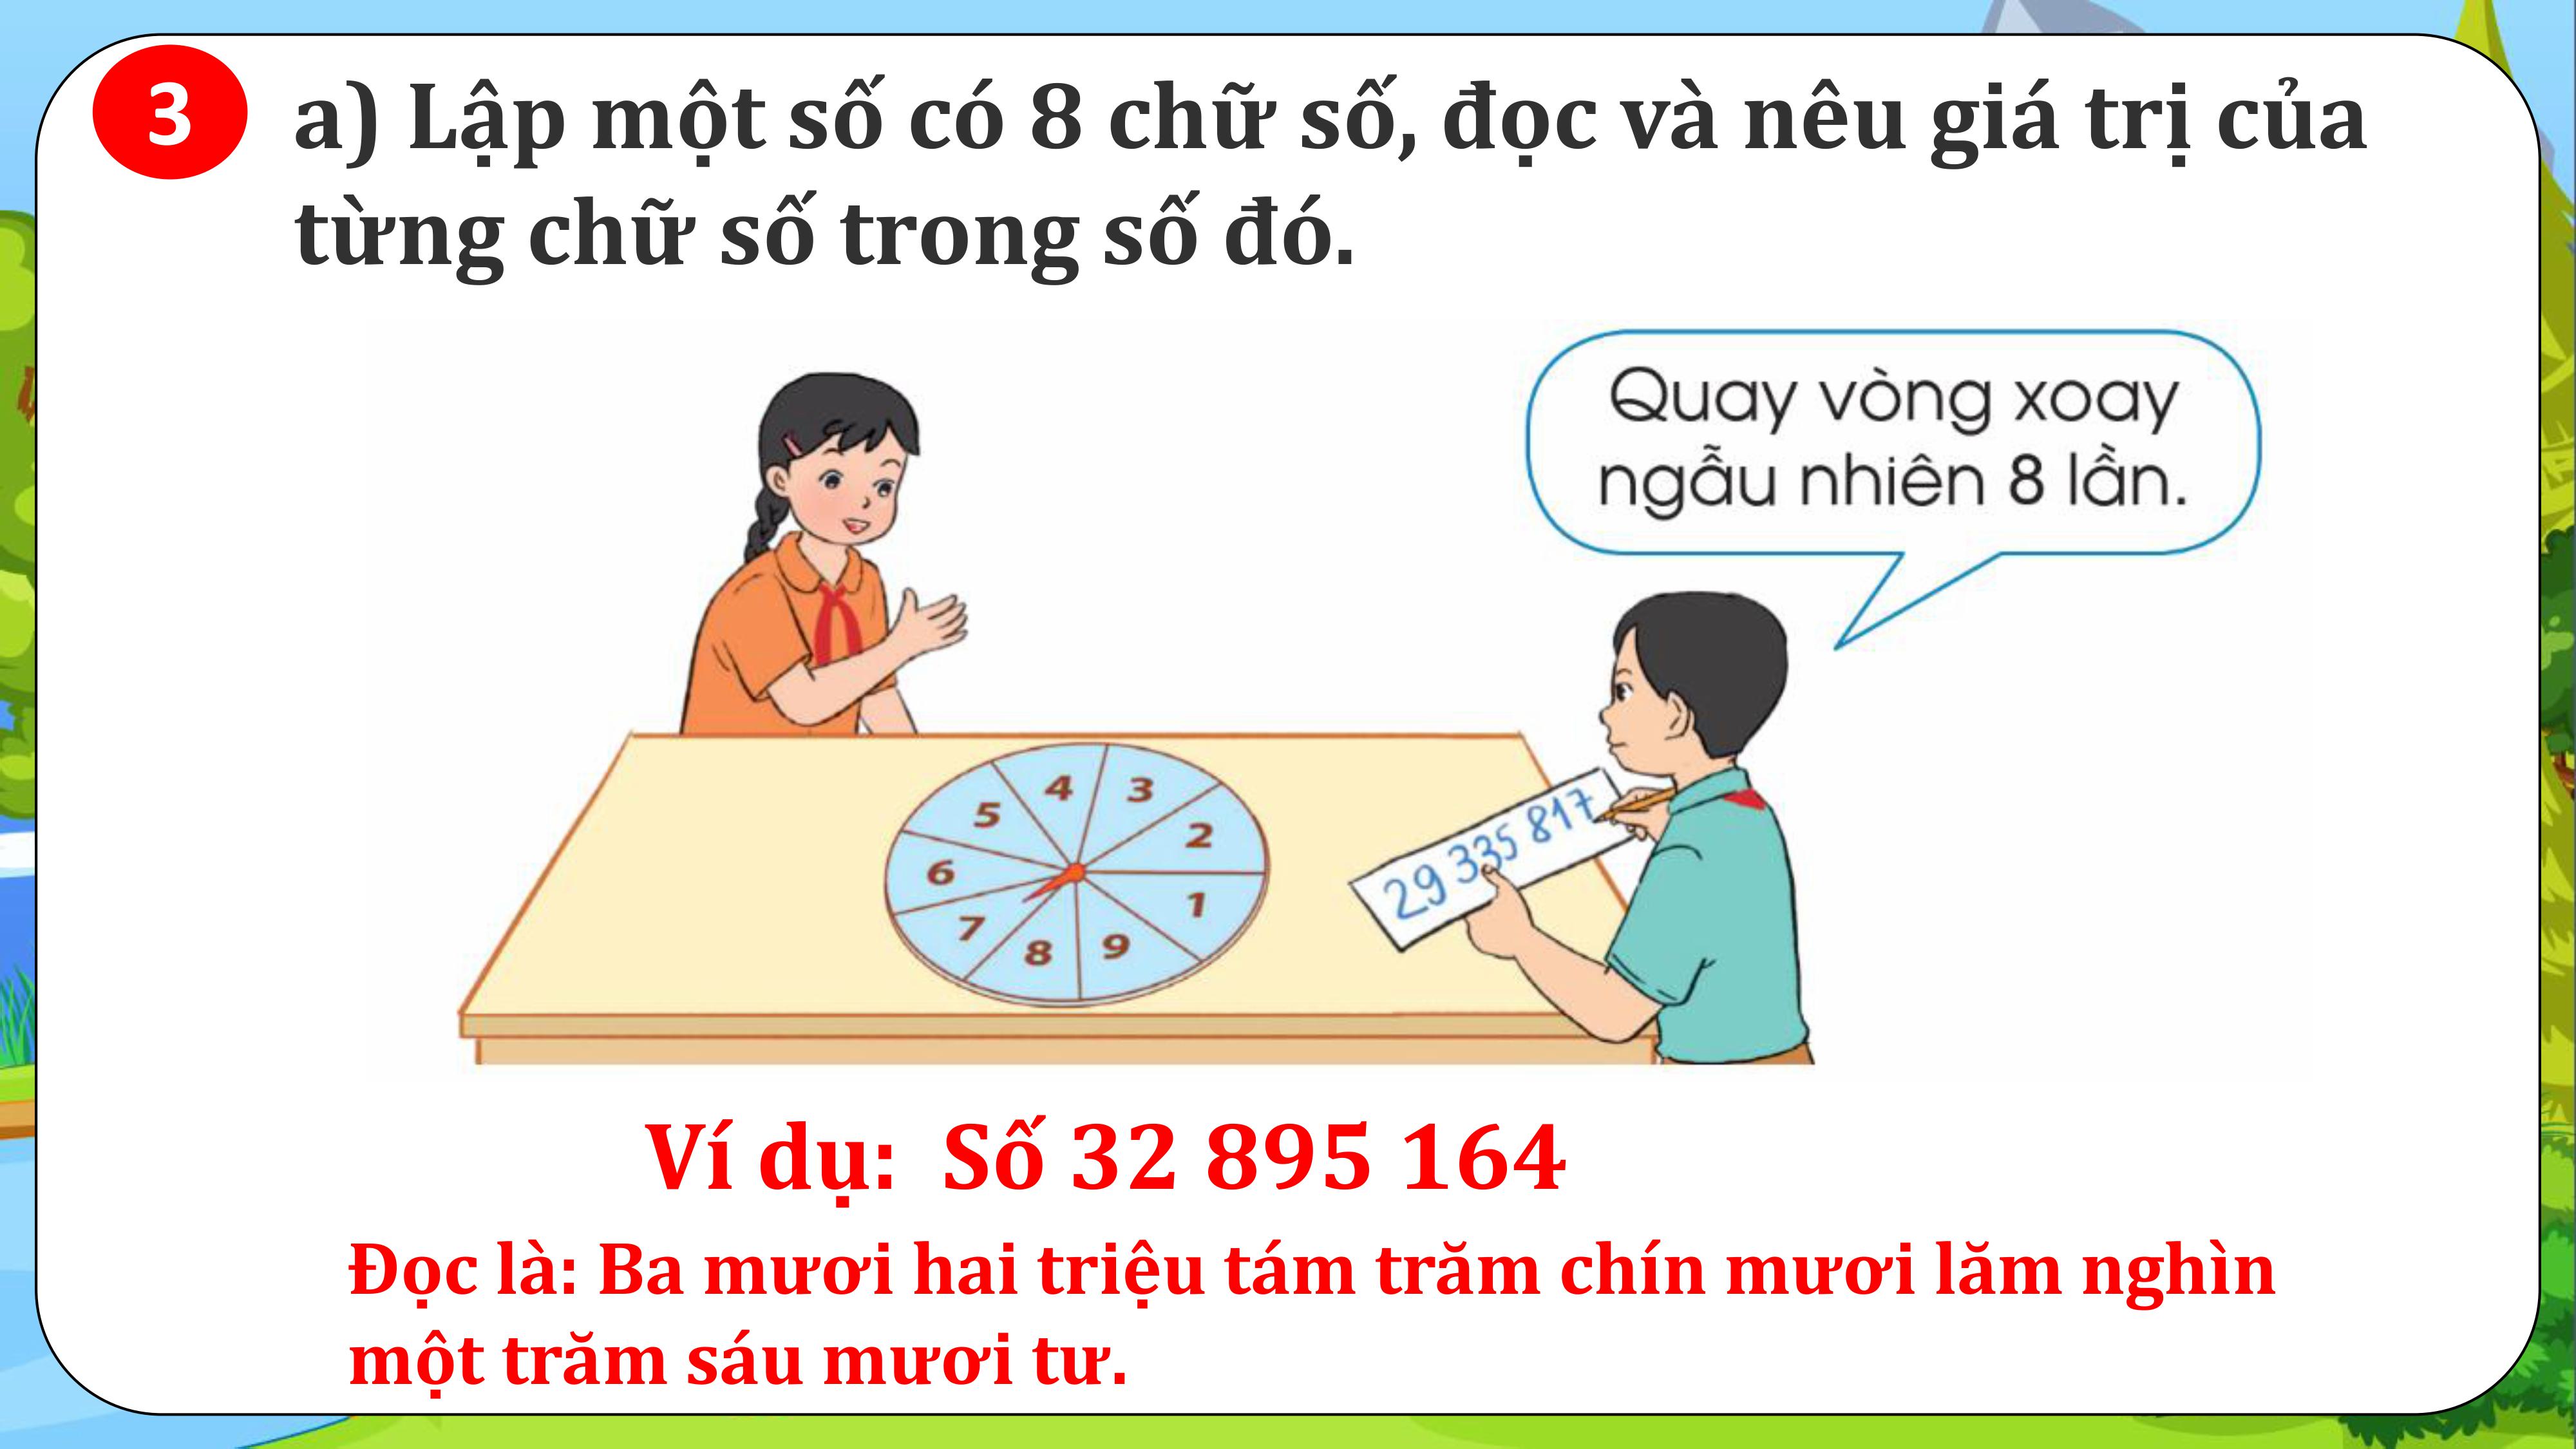 3
a) Lập một số có 8 chữ số, đọc và nêu giá trị của
từng chữ số trong số đó.
Quay vòng xoay
ngẫu nhiên 8 lần.
4 3
5 2
6 1
7 8 9
29 335 817
Ví dụ: Số 32 895 164
Đọc là: Ba mươi hai triệu tám trăm chín mươi lăm nghìn
một trăm sáu mươi tư.